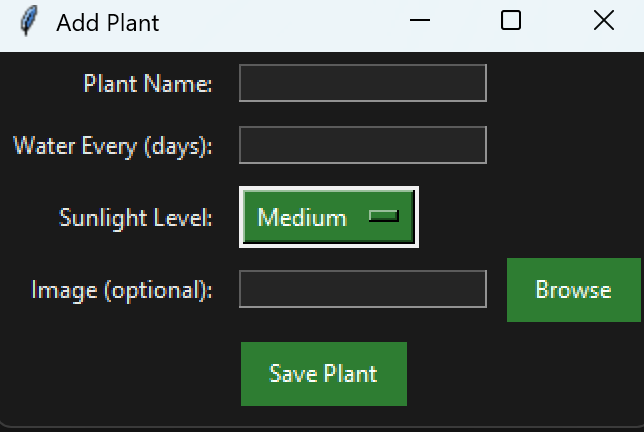 Add Plant
Plant Name:
Water Every (days):
Sunlight Level: Medium
Image (optional): Browse
Save Plant